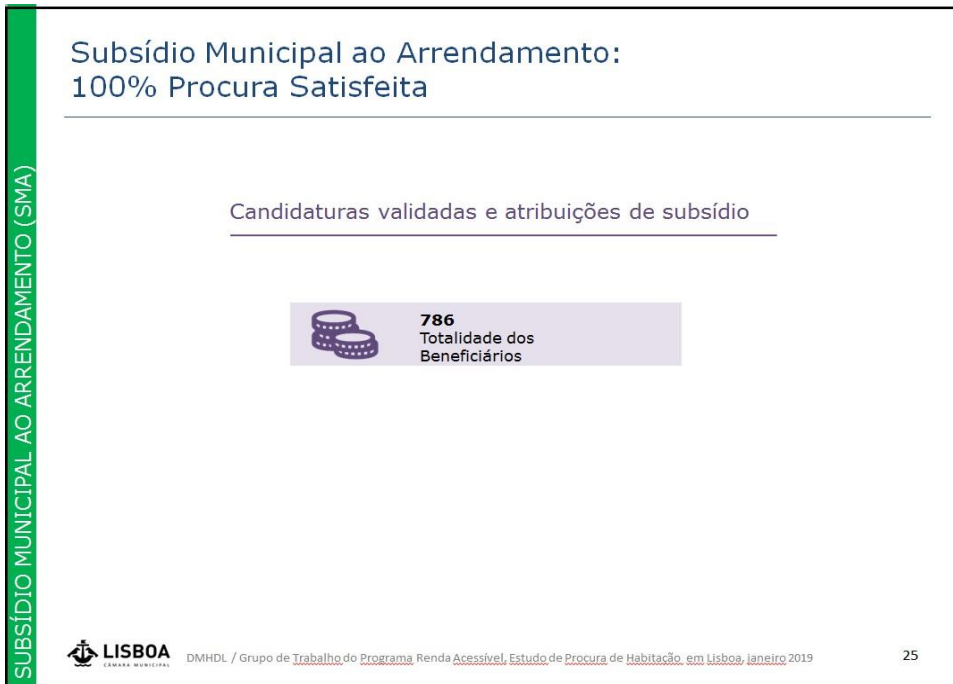 Subsídio Municipal ao Arrendamento:
100% Procura Satisfeita
SUBSÍDIO MUNICIPAL AO ARRENDAMENTO (SMA)
Candidaturas validadas e atribuições de subsídio
786
Totalidade dos
Beneficiários
LISBOA
CÂMARA MUNICIPAL
DMHDL / Grupo de Trabalho do Programa Renda Acessível, Estudo de Procura de Habitação em Lisboa, janeiro 2019
25